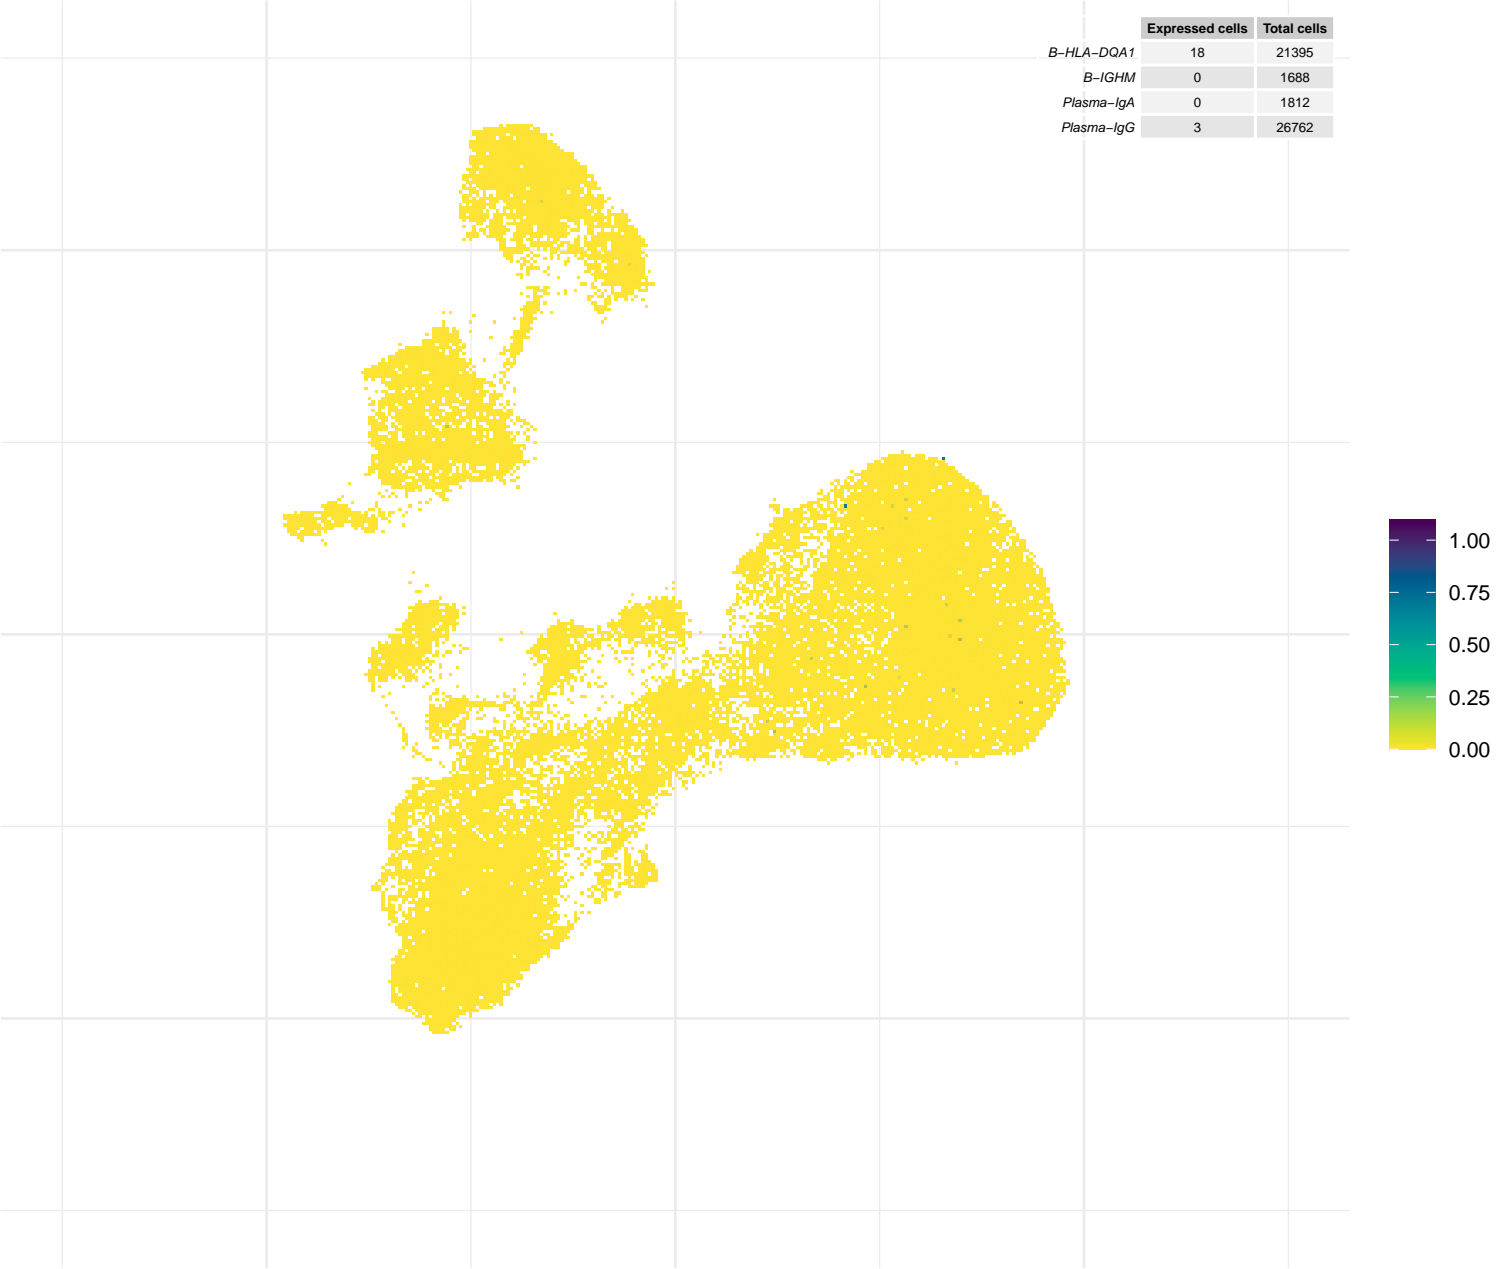 Expressed cells Total cells
B−HLA−DQA1 18 21395
B−IGHM 0 1688
Plasma−IgA 0 1812
Plasma−IgG 3 26762
1.00
0.75
0.50
0.25
0.00